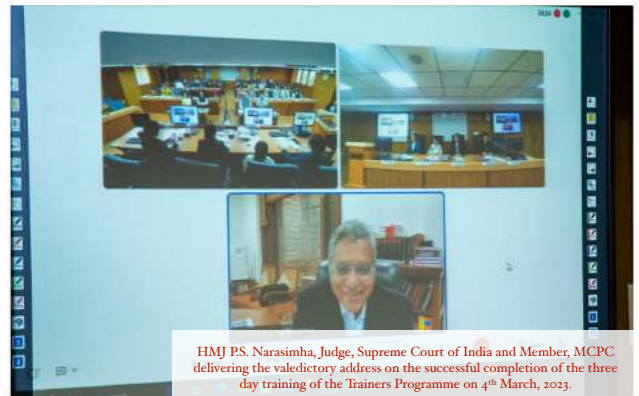 HMJ P.S. Narasimha, Judge, Supreme Court of India and Member, MCPC
delivering the valedictory address on the successful completion of the three
day training of the Trainers Programme on 4th March, 2023.